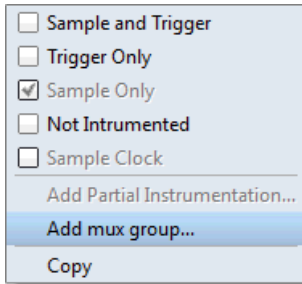 Sample and Trigger
Trigger Only
Sample Only
Not Intrumented
Sample Clock
Add Partial Instrumentation...
Add mux group...
Copy